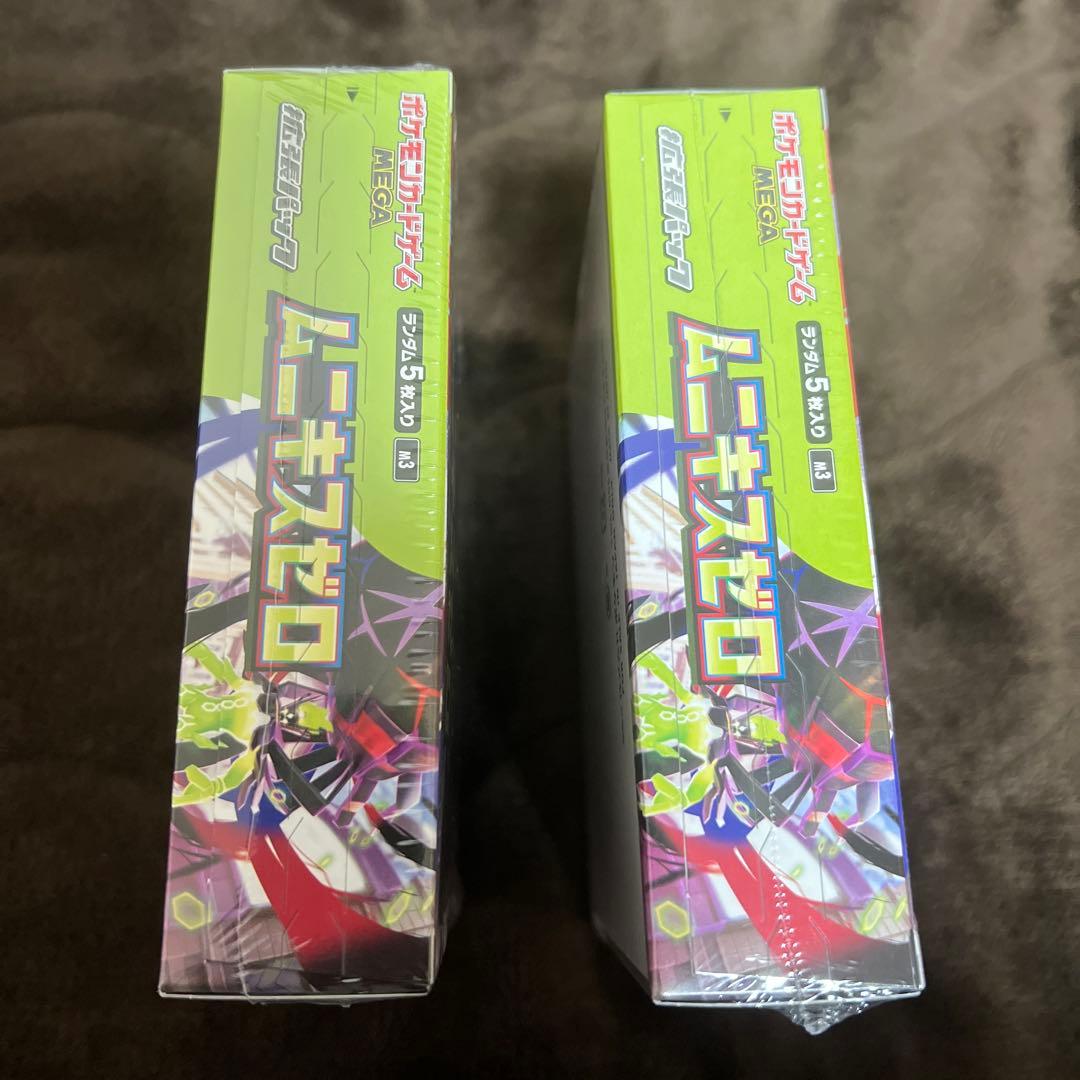 ポケモンカードゲーム
MEGA
拡張パック
ランダム5枚入り
M3
ムニキスゼロ
ポケモンカードゲーム
MEGA
拡張パック
ランダム5枚入り
M3
ムニキスゼロ